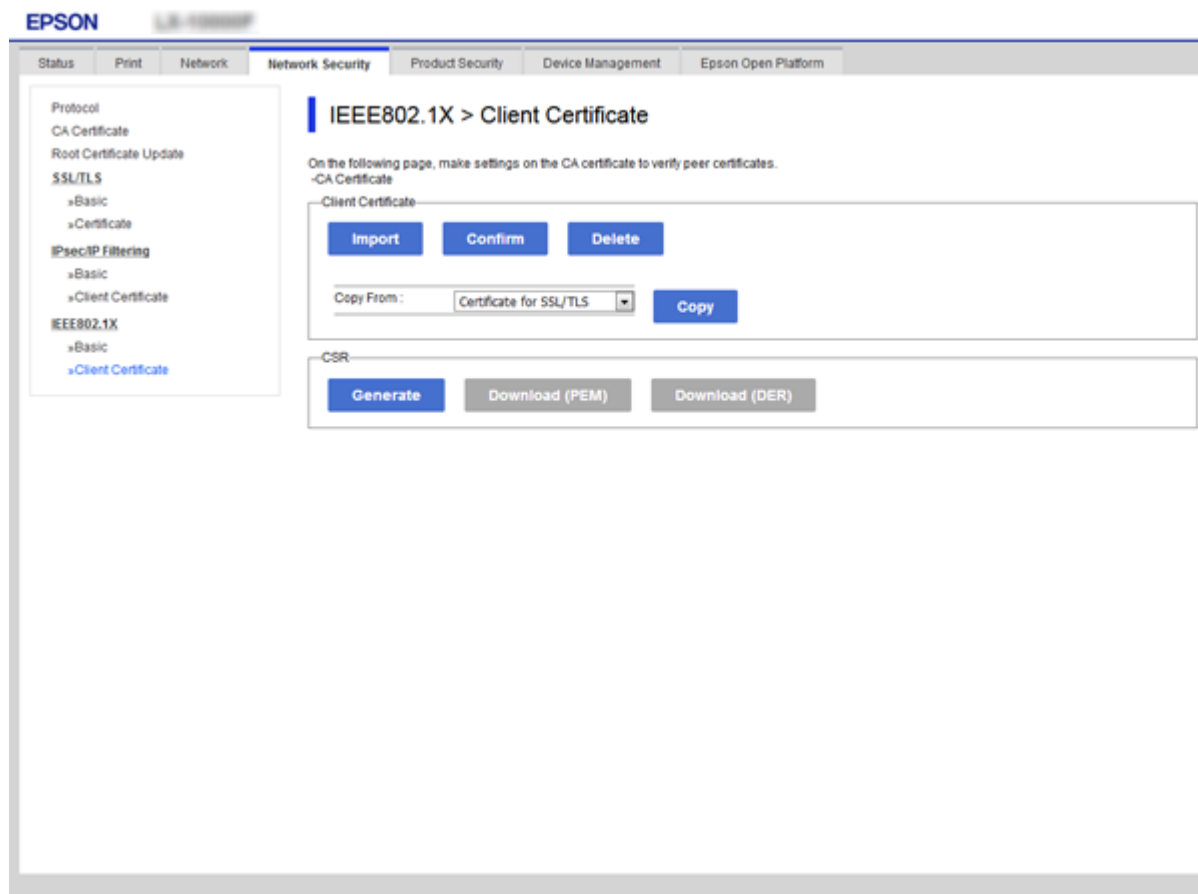 EPSON
Status Print Network Network Security Product Security Device Management Epson Open Platform
Protocol
CA Certificate
Root Certificate Update
SSL/TLS
»Basic
»Certificate
IPsec/IP Filtering
»Basic
»Client Certificate
IEEE802.1X
»Basic
»Client Certificate
IEEE802.1X > Client Certificate
On the following page, make settings on the CA certificate to verify peer certificates.
-CA Certificate
Client Certificate
Import Confirm Delete
Copy From : Certificate for SSL/TLS Copy
CSR
Generate Download (PEM) Download (DER)